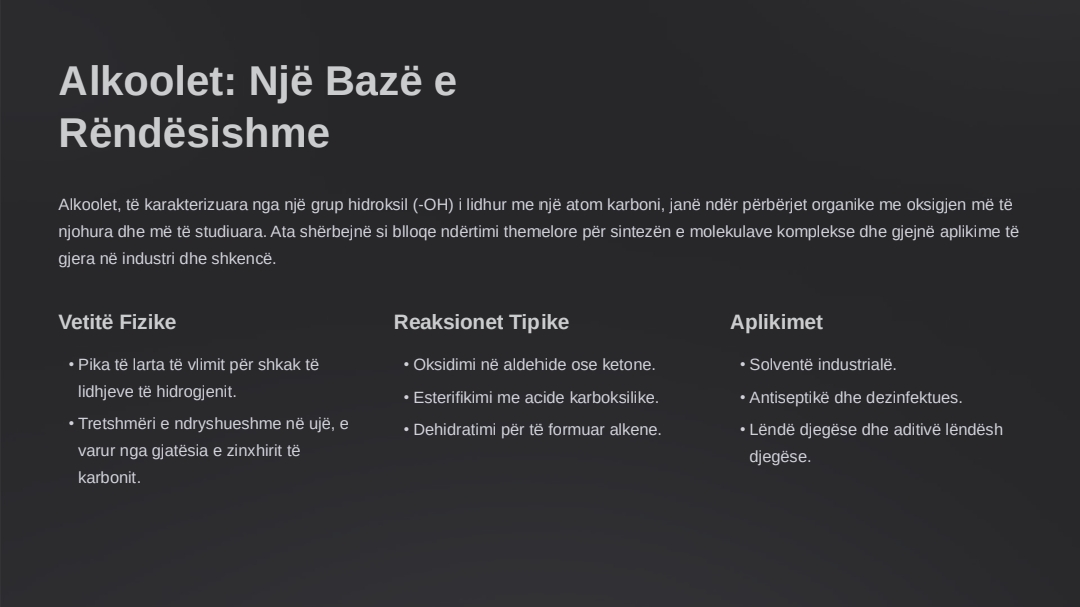 Alkoolet: Një Bazë e
Rëndësishme
Alkoolet, të karakterizuara nga një grup hidroksil (-OH) i lidhur me një atom karboni, janë ndër përbërjet organike me oksigjen më të
njohura dhe më të studiuara. Ata shërbejnë si blloqe ndërtimi themelore për sintezën e molekulave komplekse dhe gjejnë aplikime të
gjera në industri dhe shkencë.
Vetitë Fizike
• Pika të larta të vlimit për shkak të
lidhjeve të hidrogjenit.
• Tretshmëri e ndryshueshme në ujë, e
varur nga gjatësia e zinxhirit të
karbonit.
Reaksionet Tipike
• Oksidimi në aldehide ose ketone.
• Esterifikimi me acide karboksilike.
• Dehidratimi për të formuar alkene.
Aplikimet
• Solventë industrialë.
• Antiseptikë dhe dezinfektues.
• Lëndë djegëse dhe aditivë lëndësh
djegëse.